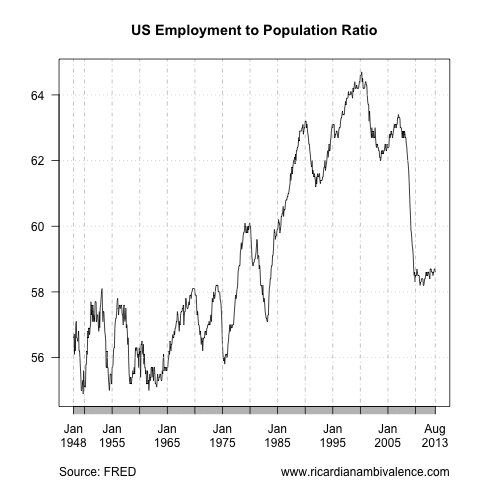 US Employment to Population Ratio
64
62
60
58
56
Jan Jan Jan Jan Jan Jan Jan Aug
1948 1955 1965 1975 1985 1995 2005 2013
Source: FRED www.ricardianambivalence.com